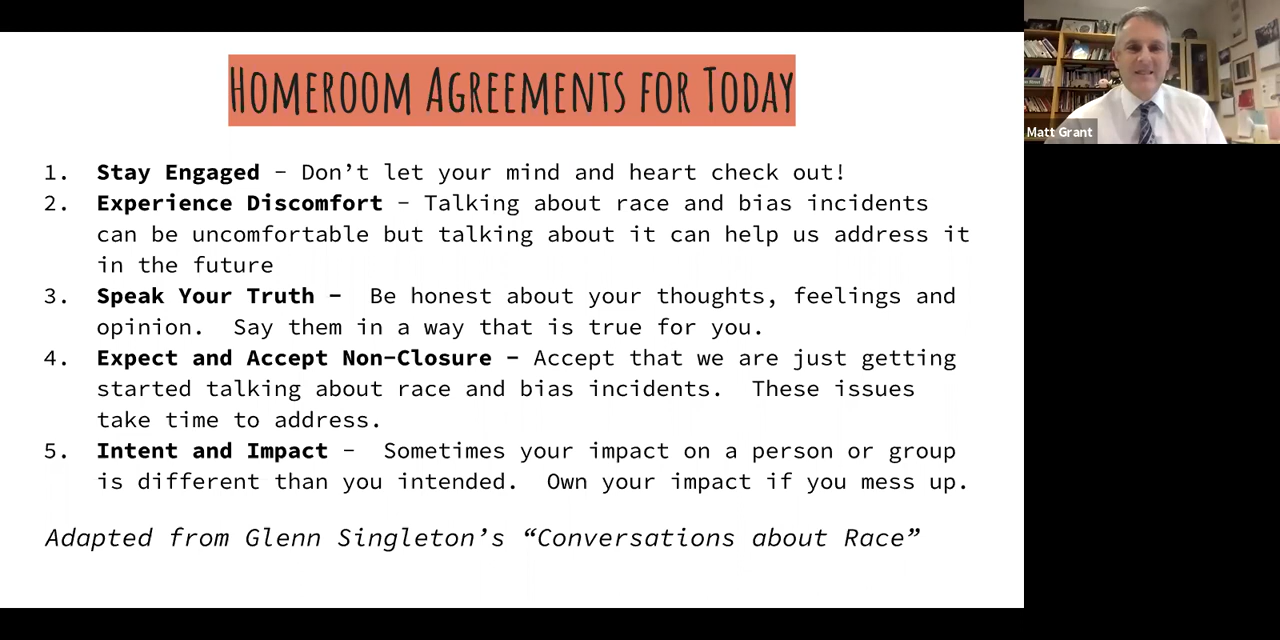 Homeroom Agreements for Today
1. Stay Engaged – Don’t let your mind and heart check out!
2. Experience Discomfort – Talking about race and bias incidents
can be uncomfortable but talking about it can help us address it
in the future
3. Speak Your Truth – Be honest about your thoughts, feelings and
opinion. Say them in a way that is true for you.
4. Expect and Accept Non-Closure – Accept that we are just getting
started talking about race and bias incidents. These issues
take time to address.
5. Intent and Impact – Sometimes your impact on a person or group
is different than you intended. Own your impact if you mess up.
Adapted from Glenn Singleton’s “Conversations about Race”
Matt Grant